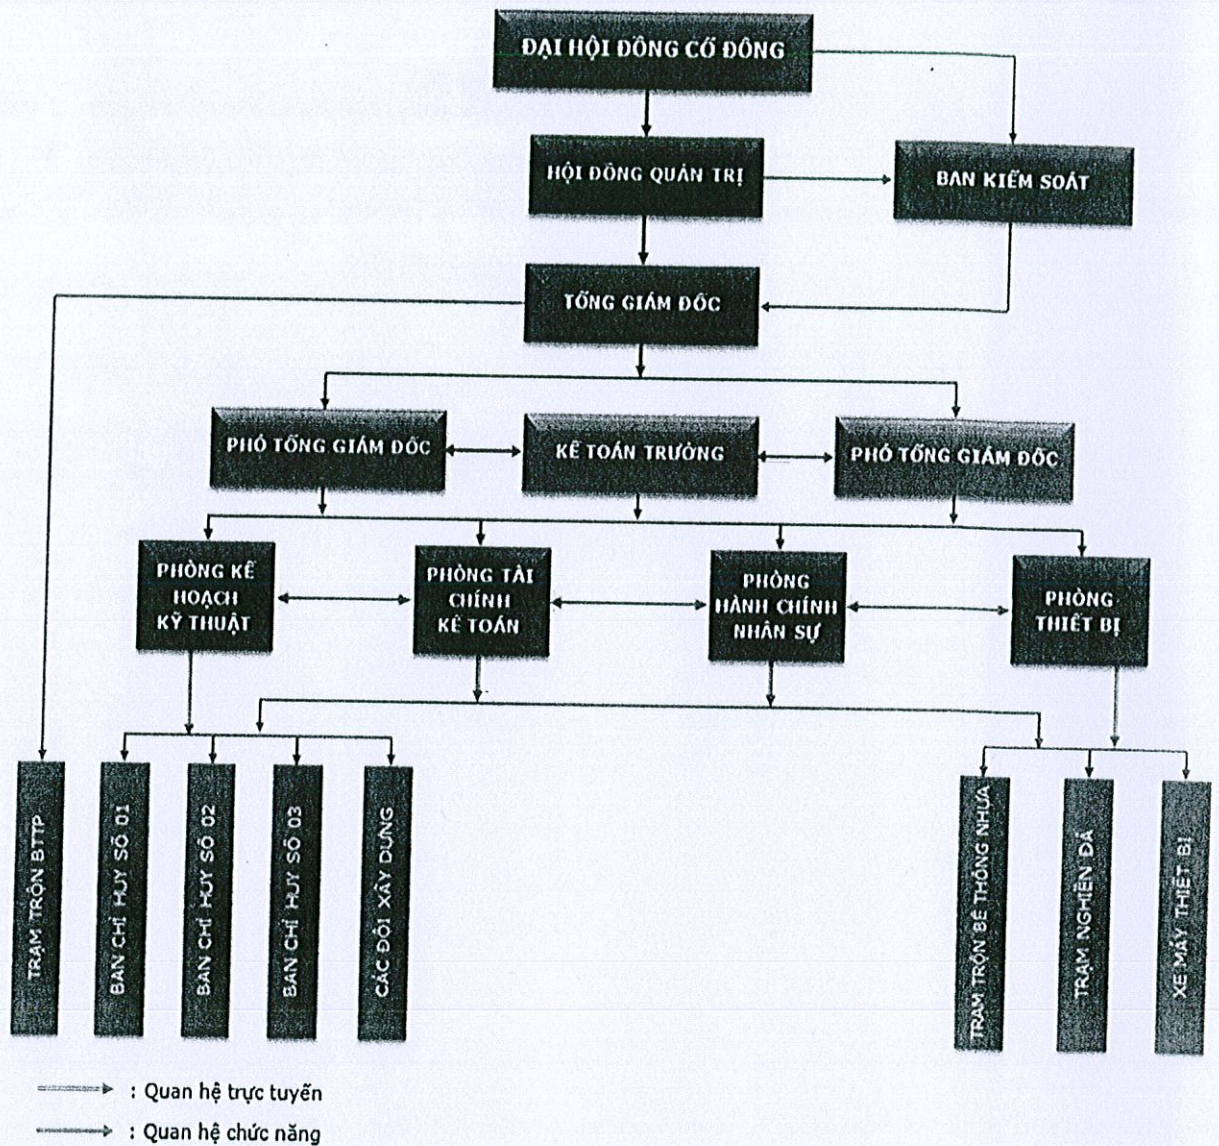 ĐẠI HỘI ĐỒNG CỔ ĐÔNG
HỘI ĐỒNG QUẢN TRỊ
BAN KIỂM SOÁT
TỔNG GIÁM ĐỐC
PHÓ TỔNG GIÁM ĐỐC
KẾ TOÁN TRƯỞNG
PHÓ TỔNG GIÁM ĐỐC
PHÒNG KẾ
HOẠCH
KỸ THUẬT
PHÒNG TÀI
CHÍNH
KẾ TOÁN
PHÒNG
HÀNH CHÍNH
NHÂN SỰ
PHÒNG
THIẾT BỊ
TRẠM TRỘN BTTP
BAN CHỈ HUY SỐ 01
BAN CHỈ HUY SỐ 02
BAN CHỈ HUY SỐ 03
CÁC ĐỘI XÂY DỰNG
TRẠM TRỘN BÊ THÔNG NHỰA
TRẠM NGHIỀN ĐÁ
XE MÁY THIẾT BỊ
: Quan hệ trực tuyến
: Quan hệ chức năng